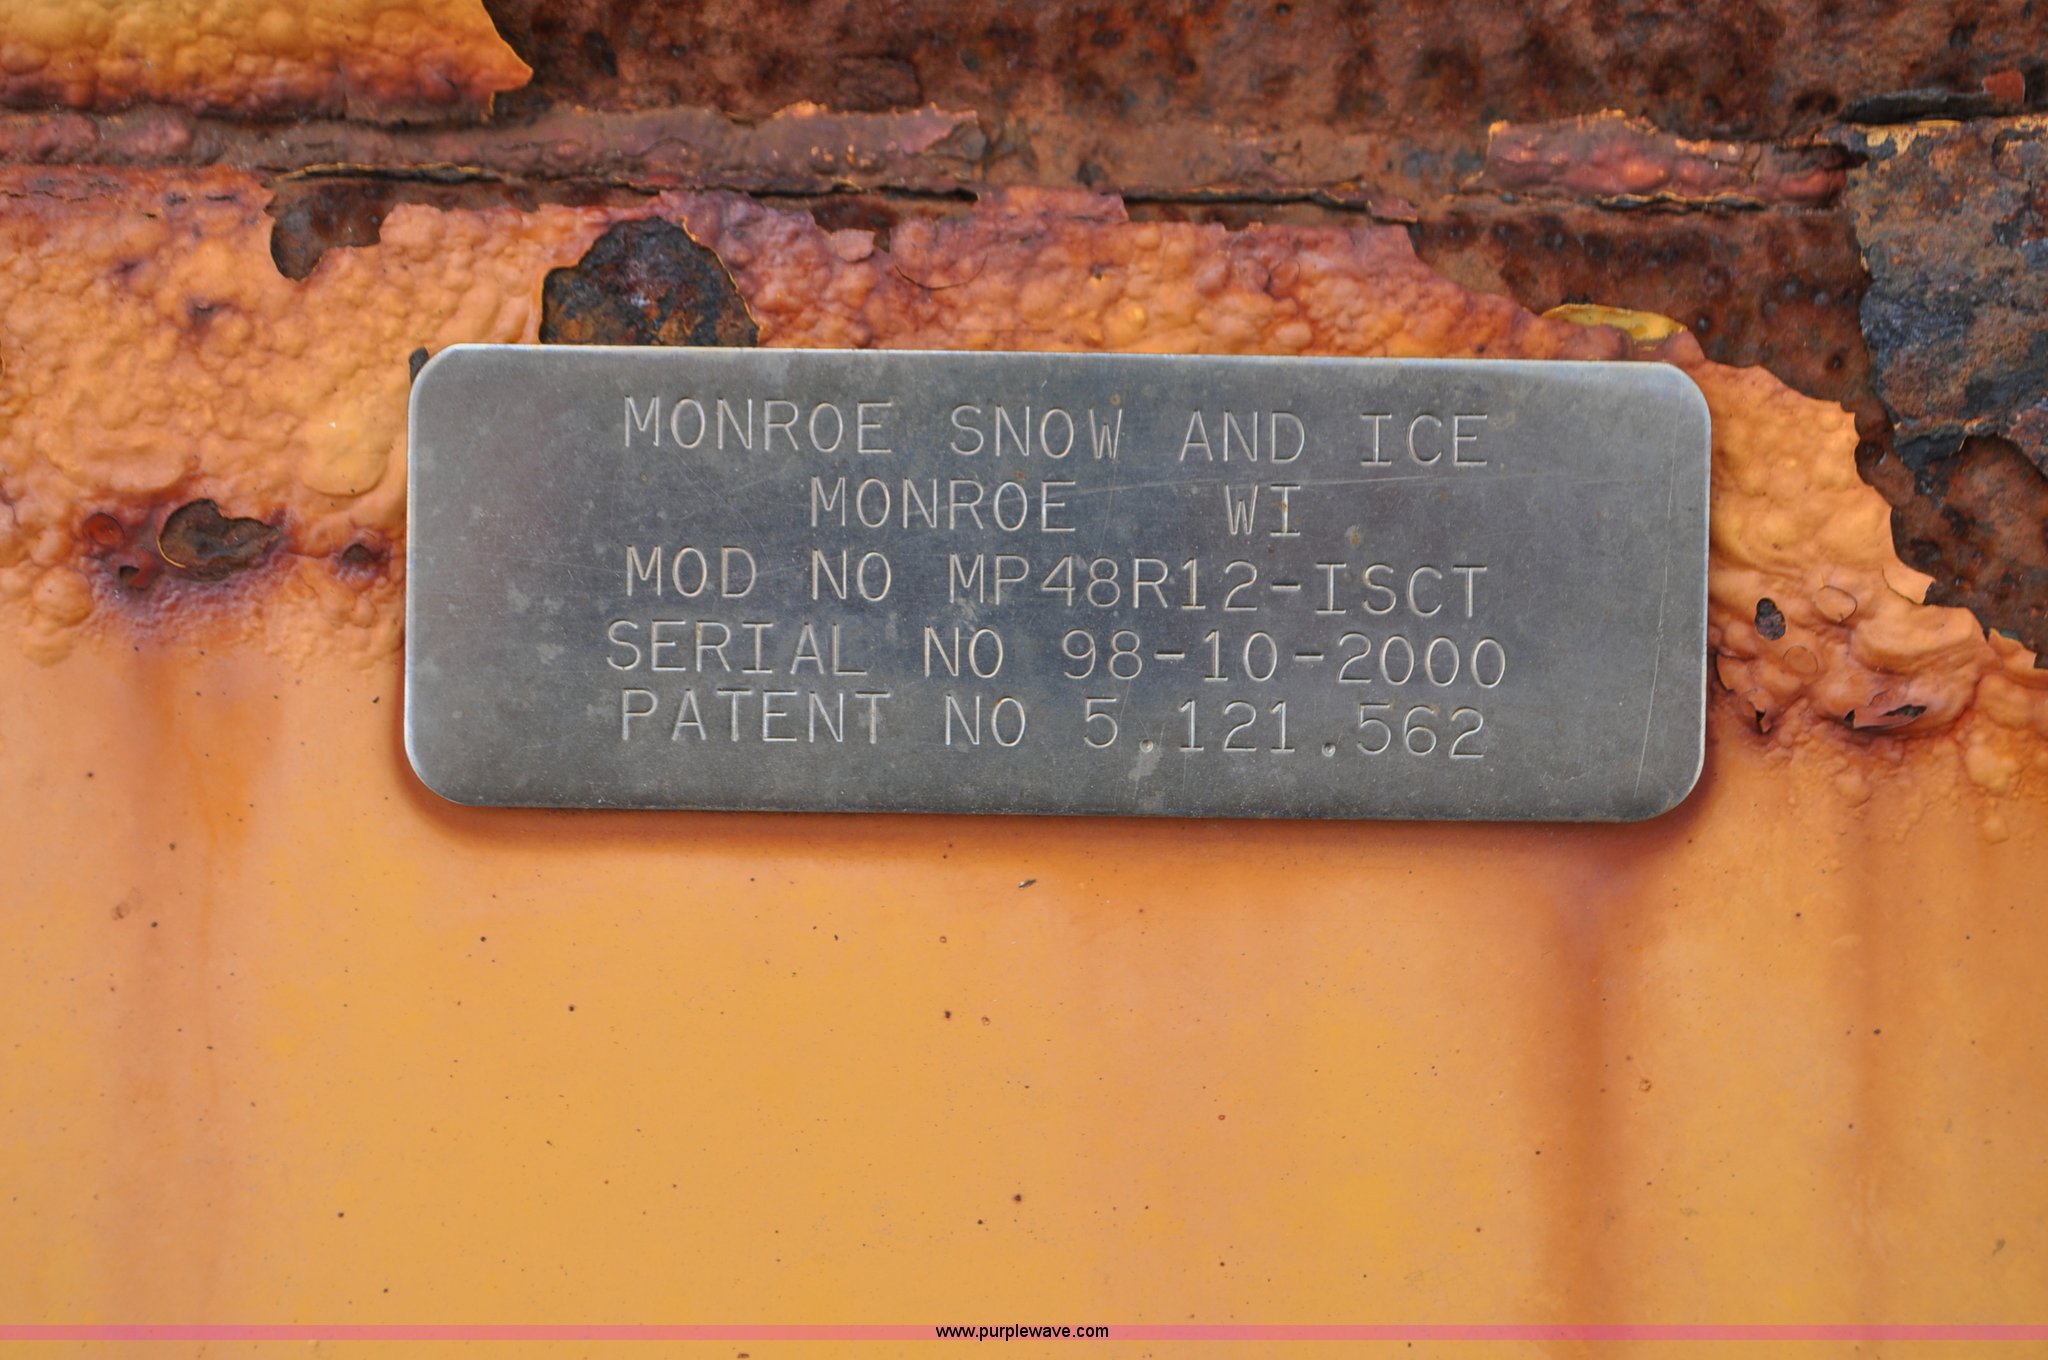 MONROE SNOW AND ICE
MONROE WI
MOD NO MP48R12-ISCT
SERIAL NO 98-10-2000
PATENT NO 5.121.562
www.purplewave.com